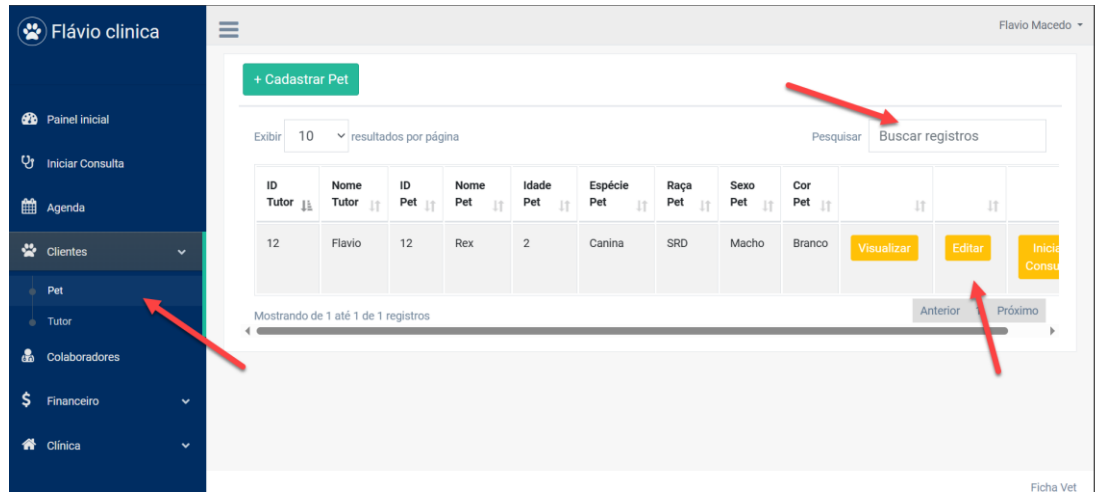 Flávio clinica
Flavio Macedo
+ Cadastrar Pet
Painel inicial
Iniciar Consulta
Agenda
Clientes
Pet
Tutor
Colaboradores
Financeiro
Clínica
Exibir 10 resultados por página
Pesquisar Buscar registros
ID Tutor Nome Tutor ID Pet Nome Pet Idade Pet Espécie Pet Raça Pet Sexo Pet Cor Pet
12 Flavio 12 Rex 2 Canina SRD Macho Branco Visualizar Editar Inicia
Consu
Mostrando de 1 até 1 de 1 registros
Anterior Próximo
Ficha Vet